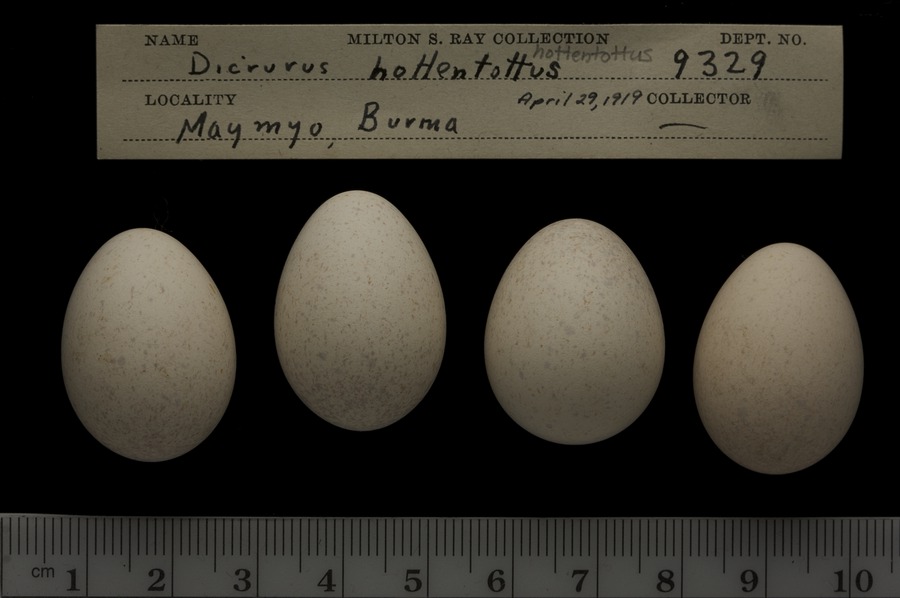 NAME MILTON S. RAY COLLECTION DEPT. NO.
hottentottus
Dicrurus hottentottus 9329
LOCALITY April 29, 1919 COLLECTOR
Maymyo, Burma —
cm 1 2 3 4 5 6 7 8 9 10